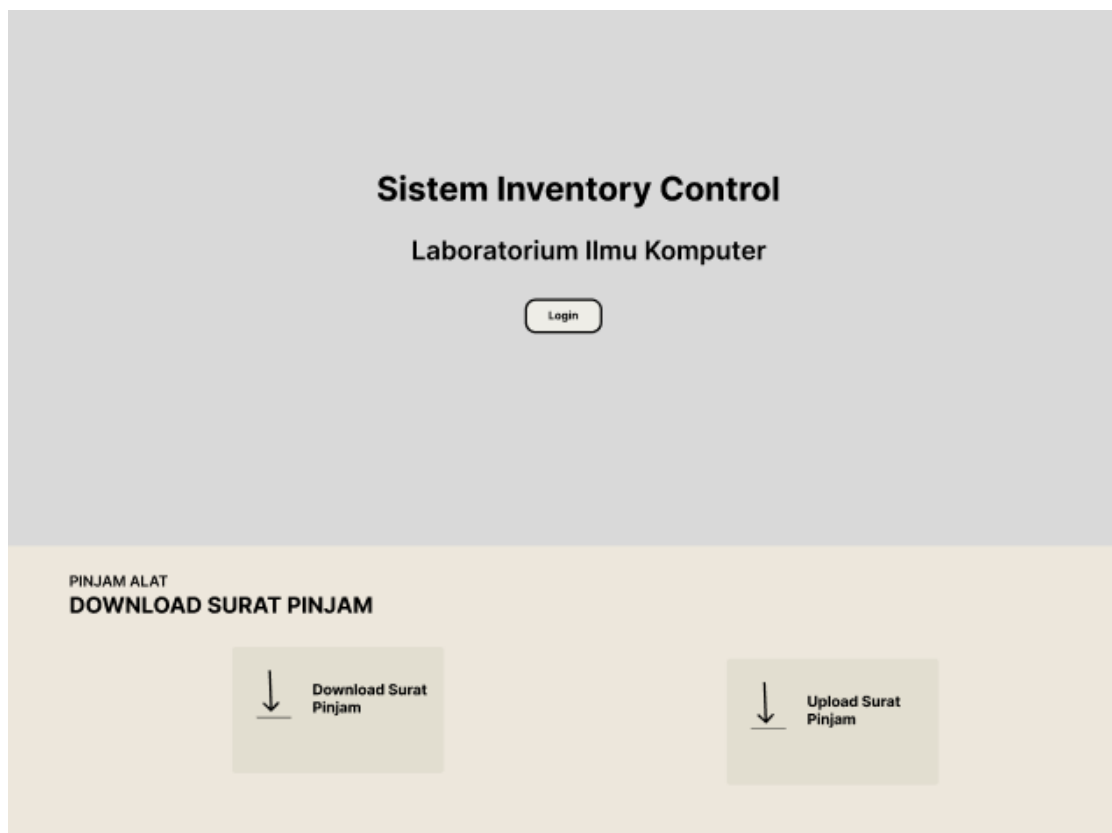 Sistem Inventory Control
Laboratorium Ilmu Komputer
Login
PINJAM ALAT
DOWNLOAD SURAT PINJAM
Download Surat
Pinjam
Upload Surat
Pinjam